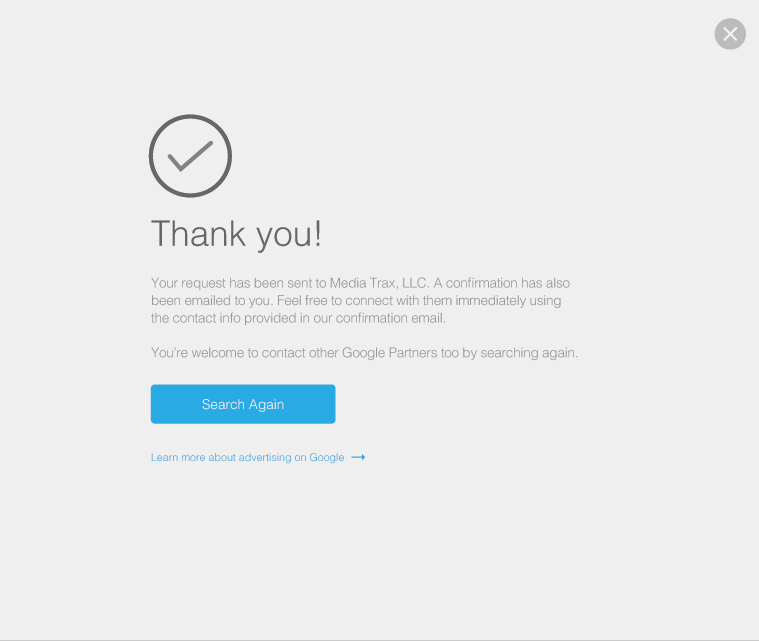 Thank you!
Your request has been sent to Media Trax, LLC. A confirmation has also
been emailed to you. Feel free to connect with them immediately using
the contact info provided in our confirmation email.
You're welcome to contact other Google Partners too by searching again.
Search Again
Learn more about advertising on Google